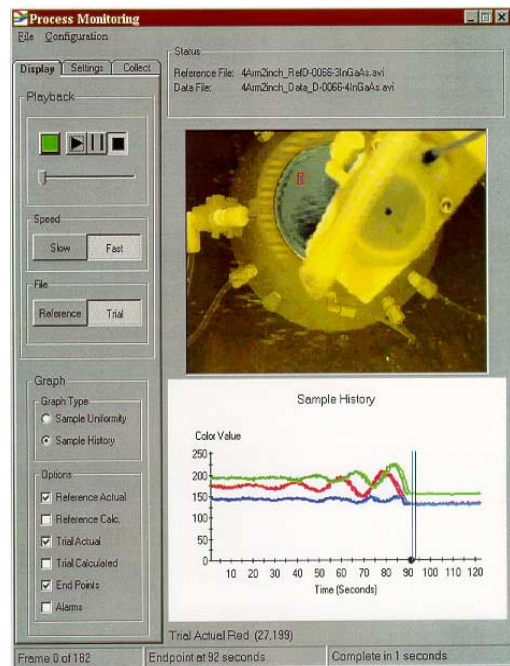 Process Monitoring
File Configuration
Display Settings Collect
Playback
Speed
Slow Fast
File
Reference Trial
Graph
Graph Type
Sample Uniformity
Sample History
Options
Reference Actual
Reference Calc.
Trial Actual
Trial Calculated
End Points
Alarms
Status
Reference File: 4Arm2inch_RefD-0066-3InGaAs.avi
Data File: 4Arm2inch_Data_D-0066-4InGaAs.avi
Sample History
Color Value
250
200
150
100
50
0
10 20 30 40 50 60 70 80 90 100 110 120
Time (Seconds)
Trial Actual Red (27,199)
Frame 0 of 182 Endpoint at 92 seconds Complete in 1 seconds